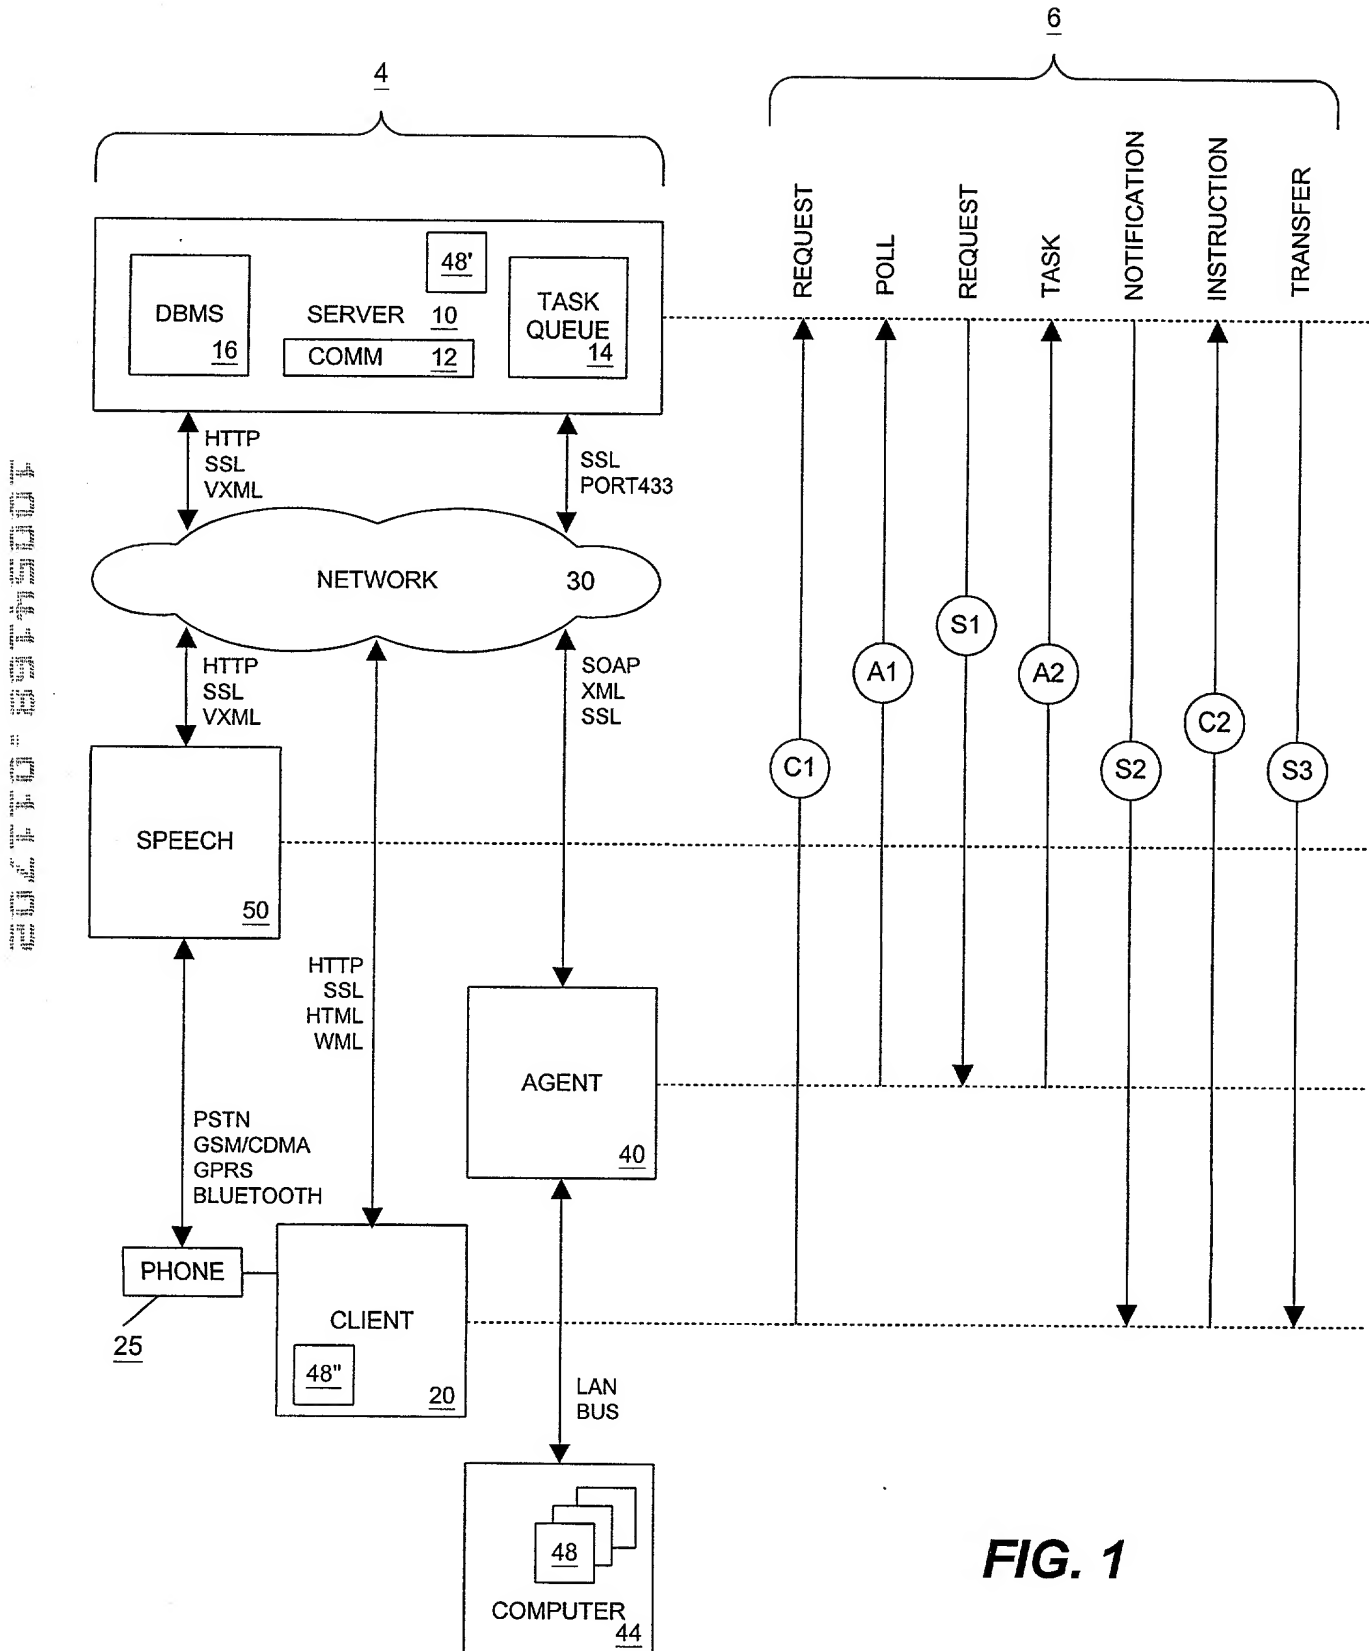 6
4
REQUEST
POLL
REQUEST
TASK
NOTIFICATION
INSTRUCTION
TRANSFER
DBMS
16
SERVER 10
48'
COMM 12
TASK
QUEUE
14
HTTP
SSL
VXML
SSL
PORT433
NETWORK 30
HTTP
SSL
VXML
SOAP
XML
SSL
S1
A1
A2
C2
C1
S2
S3
SPEECH
50
HTTP
SSL
HTML
WML
AGENT
40
PSTN
GSM/CDMA
GPRS
BLUETOOTH
PHONE
25
CLIENT
48"
20
LAN
BUS
48
COMPUTER
44
FIG. 1
10054168.011702